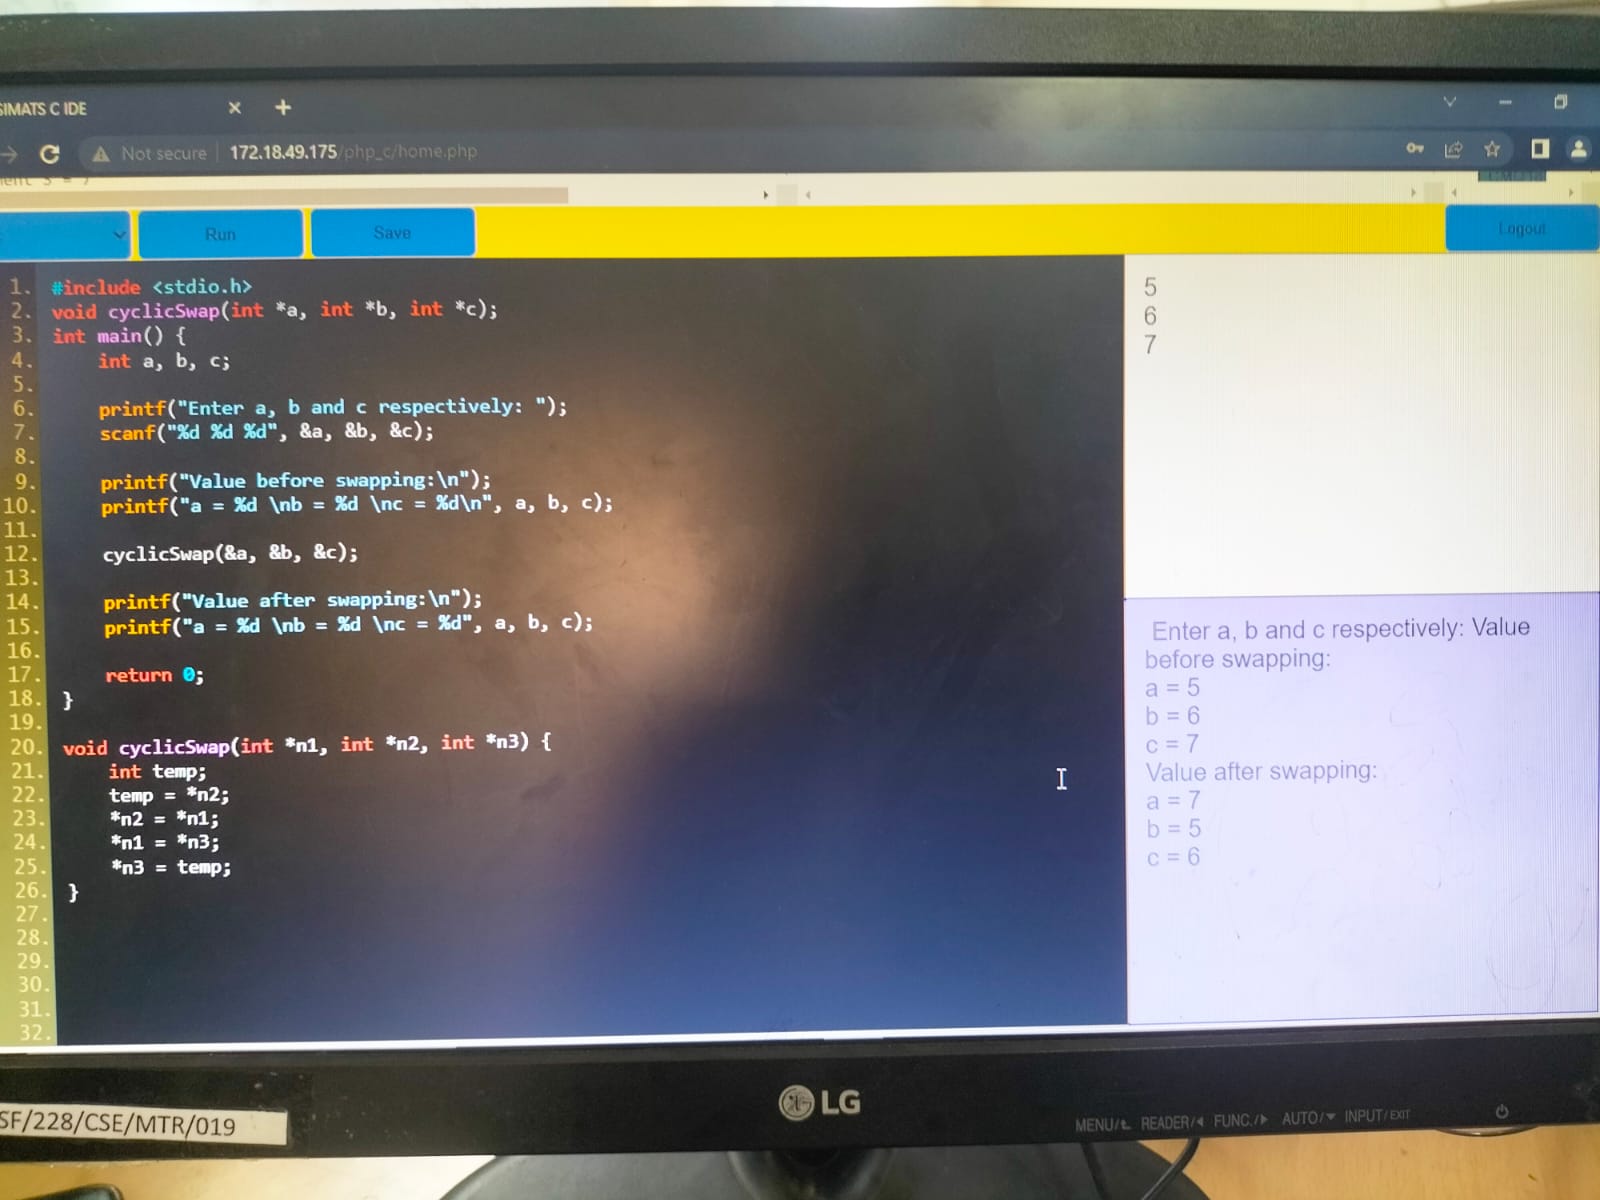 SIMATS C IDE
Not secure 172.18.49.175/php_c/home.php
Run Save Logout
1. #include <stdio.h>
2. void cyclicSwap(int *a, int *b, int *c);
3. int main() {
4. int a, b, c;
5.
6. printf("Enter a, b and c respectively: ");
7. scanf("%d %d %d", &a, &b, &c);
8.
9. printf("Value before swapping:\n");
10. printf("a = %d \nb = %d \nc = %d\n", a, b, c);
11.
12. cyclicSwap(&a, &b, &c);
13.
14. printf("Value after swapping:\n");
15. printf("a = %d \nb = %d \nc = %d", a, b, c);
16.
17. return 0;
18. }
19.
20. void cyclicSwap(int *n1, int *n2, int *n3) {
21. int temp;
22. temp = *n2;
23. *n2 = *n1;
24. *n1 = *n3;
25. *n3 = temp;
26. }
27.
28.
29.
30.
31.
32.
5
6
7
Enter a, b and c respectively: Value
before swapping:
a = 5
b = 6
c = 7
Value after swapping:
a = 7
b = 5
c = 6
LG
SF/228/CSE/MTR/019
MENU/ READER/ FUNC./ AUTO/ INPUT/EXIT